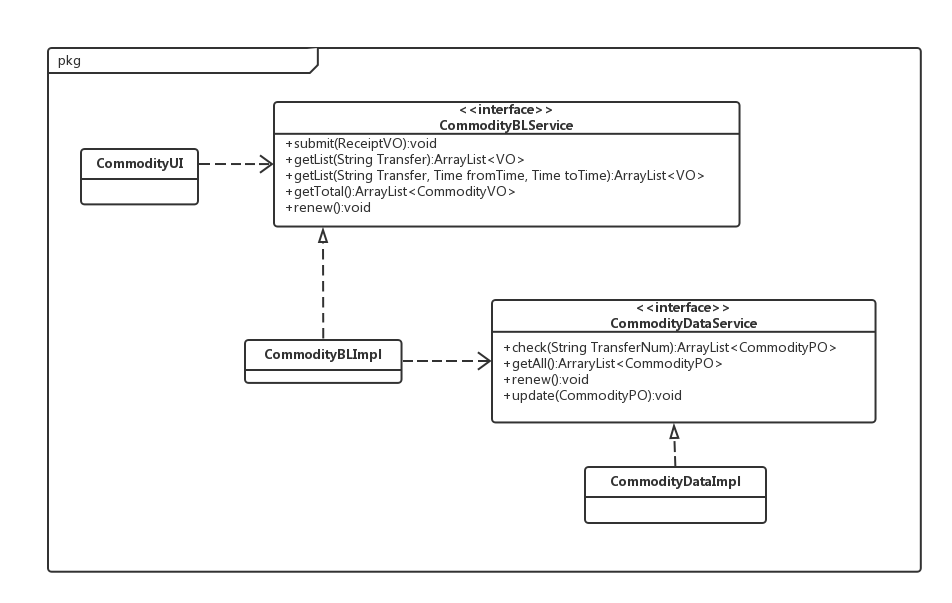 pkg
<<interface>>
CommodityBLService
+submit(ReceiptVO):void
+getList(String Transfer):ArrayList<VO>
+getList(String Transfer, Time fromTime, Time toTime):ArrayList<VO>
+getTotal():ArrayList<CommodityVO>
+renew():void
CommodityUI
CommodityBLImpl
<<interface>>
CommodityDataService
+check(String TransferNum):ArrayList<CommodityPO>
+getAll():ArraryList<CommodityPO>
+renew():void
+update(CommodityPO):void
CommodityDataImpl